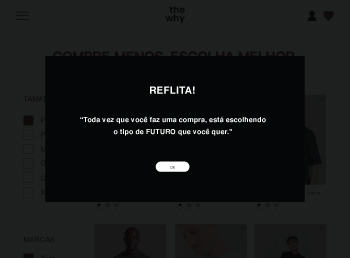 the
why
COMPRE MENOS, ESCOLHA MELHOR
REFLITA!
“Toda vez que você faz uma compra, está escolhendo
o tipo de FUTURO que você quer.”
OK
MARCAS